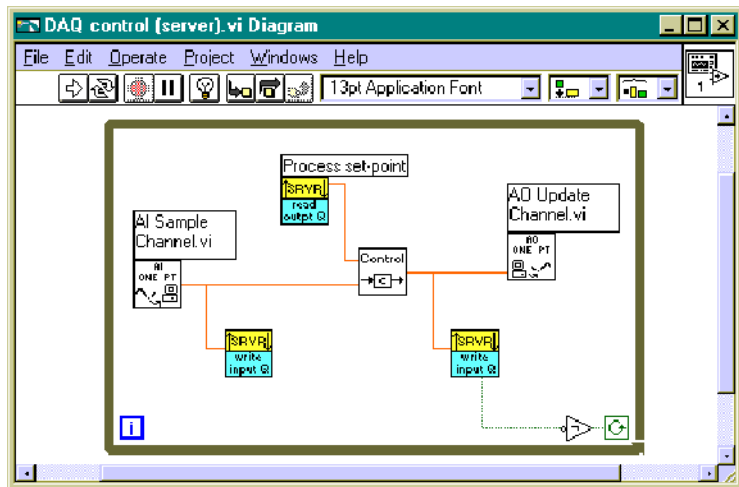 DAQ control (server).vi Diagram
File Edit Operate Project Windows Help
13pt Application Font
1
Process set-point
SRVR
read
outpt Q
AI Sample
Channel.vi
AI
ONE PT
Control
C
AO Update
Channel.vi
AO
ONE PT
SRVR
write
input Q
SRVR
write
input Q
i